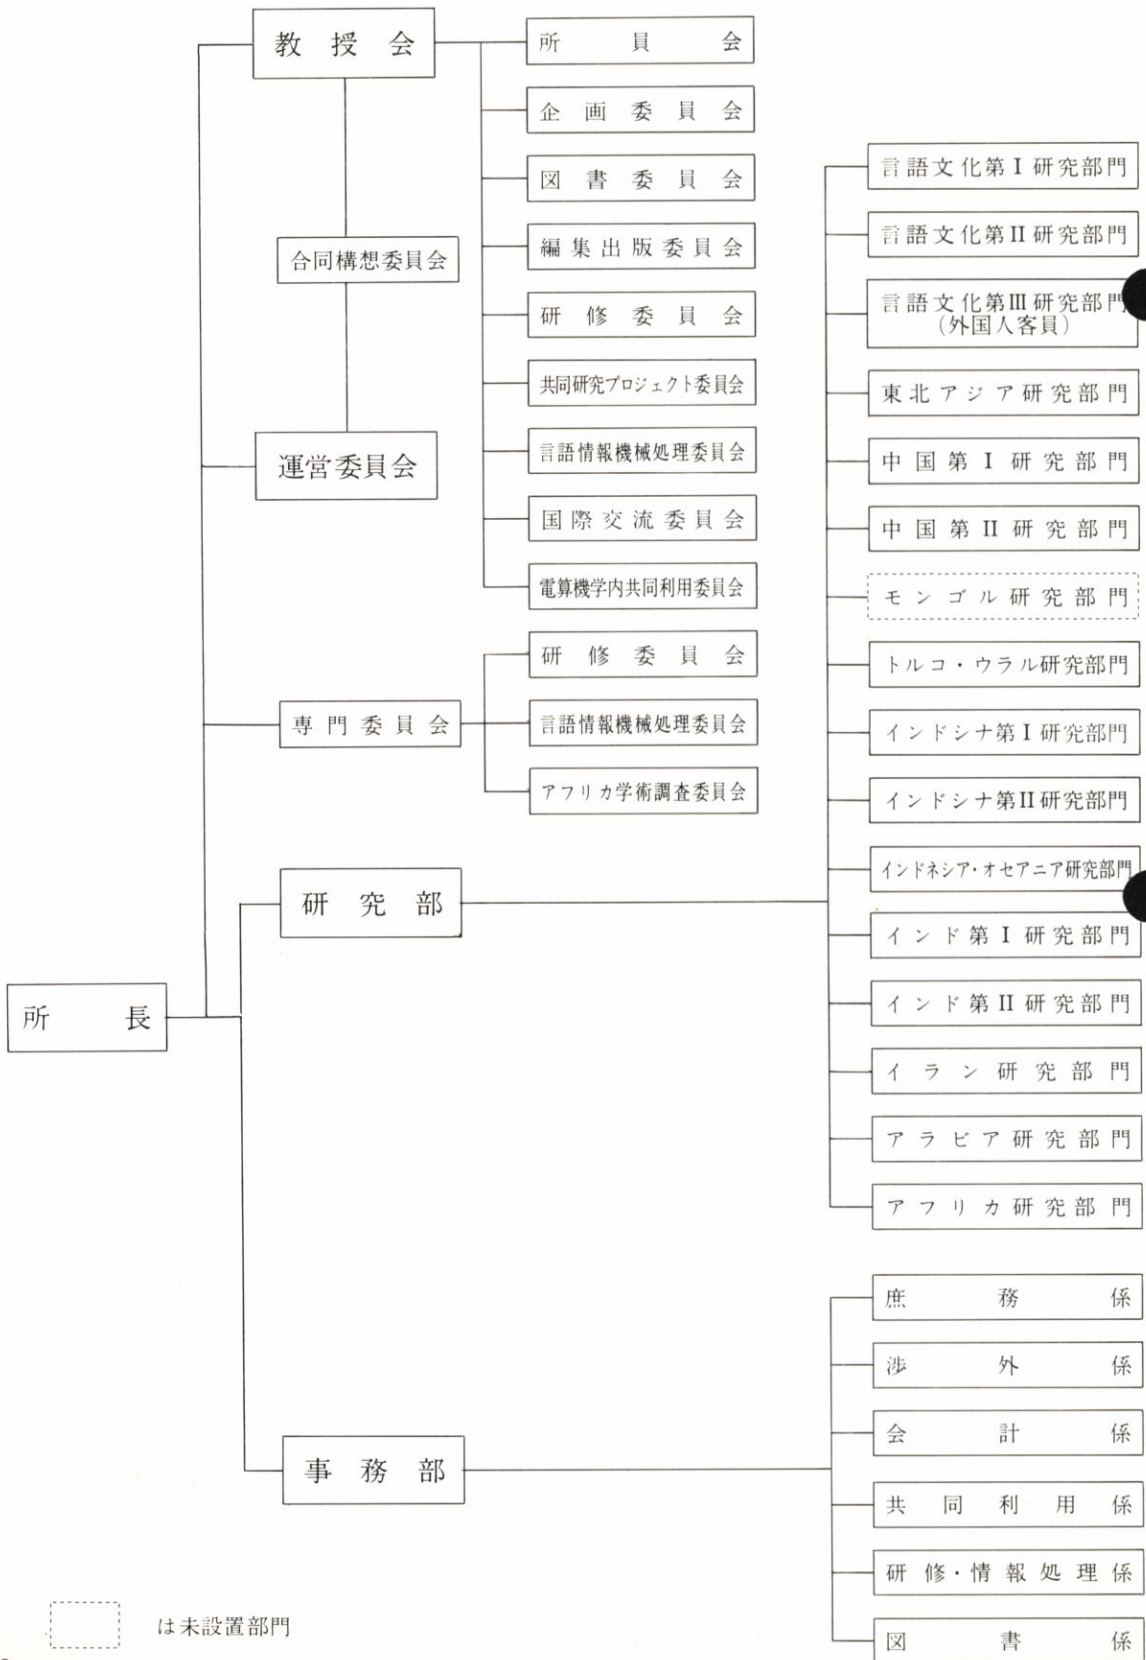 教授会
所員会
企画委員会
図書委員会
編集出版委員会
研修委員会
共同研究プロジェクト委員会
言語情報機械処理委員会
国際交流委員会
電算機学内共同利用委員会
合同構想委員会
運営委員会
専門委員会
研修委員会
言語情報機械処理委員会
アフリカ学術調査委員会
所長
研究部
言語文化第I研究部門
言語文化第II研究部門
言語文化第III研究部門
(外国人客員)
東北アジア研究部門
中国第I研究部門
中国第II研究部門
モンゴル研究部門
トルコ・ウラル研究部門
インドシナ第I研究部門
インドシナ第II研究部門
インドネシア・オセアニア研究部門
インド第I研究部門
インド第II研究部門
イラン研究部門
アラビア研究部門
アフリカ研究部門
事務部
庶務係
渉外係
会計係
共同利用係
研修・情報処理係
図書係
は未設置部門